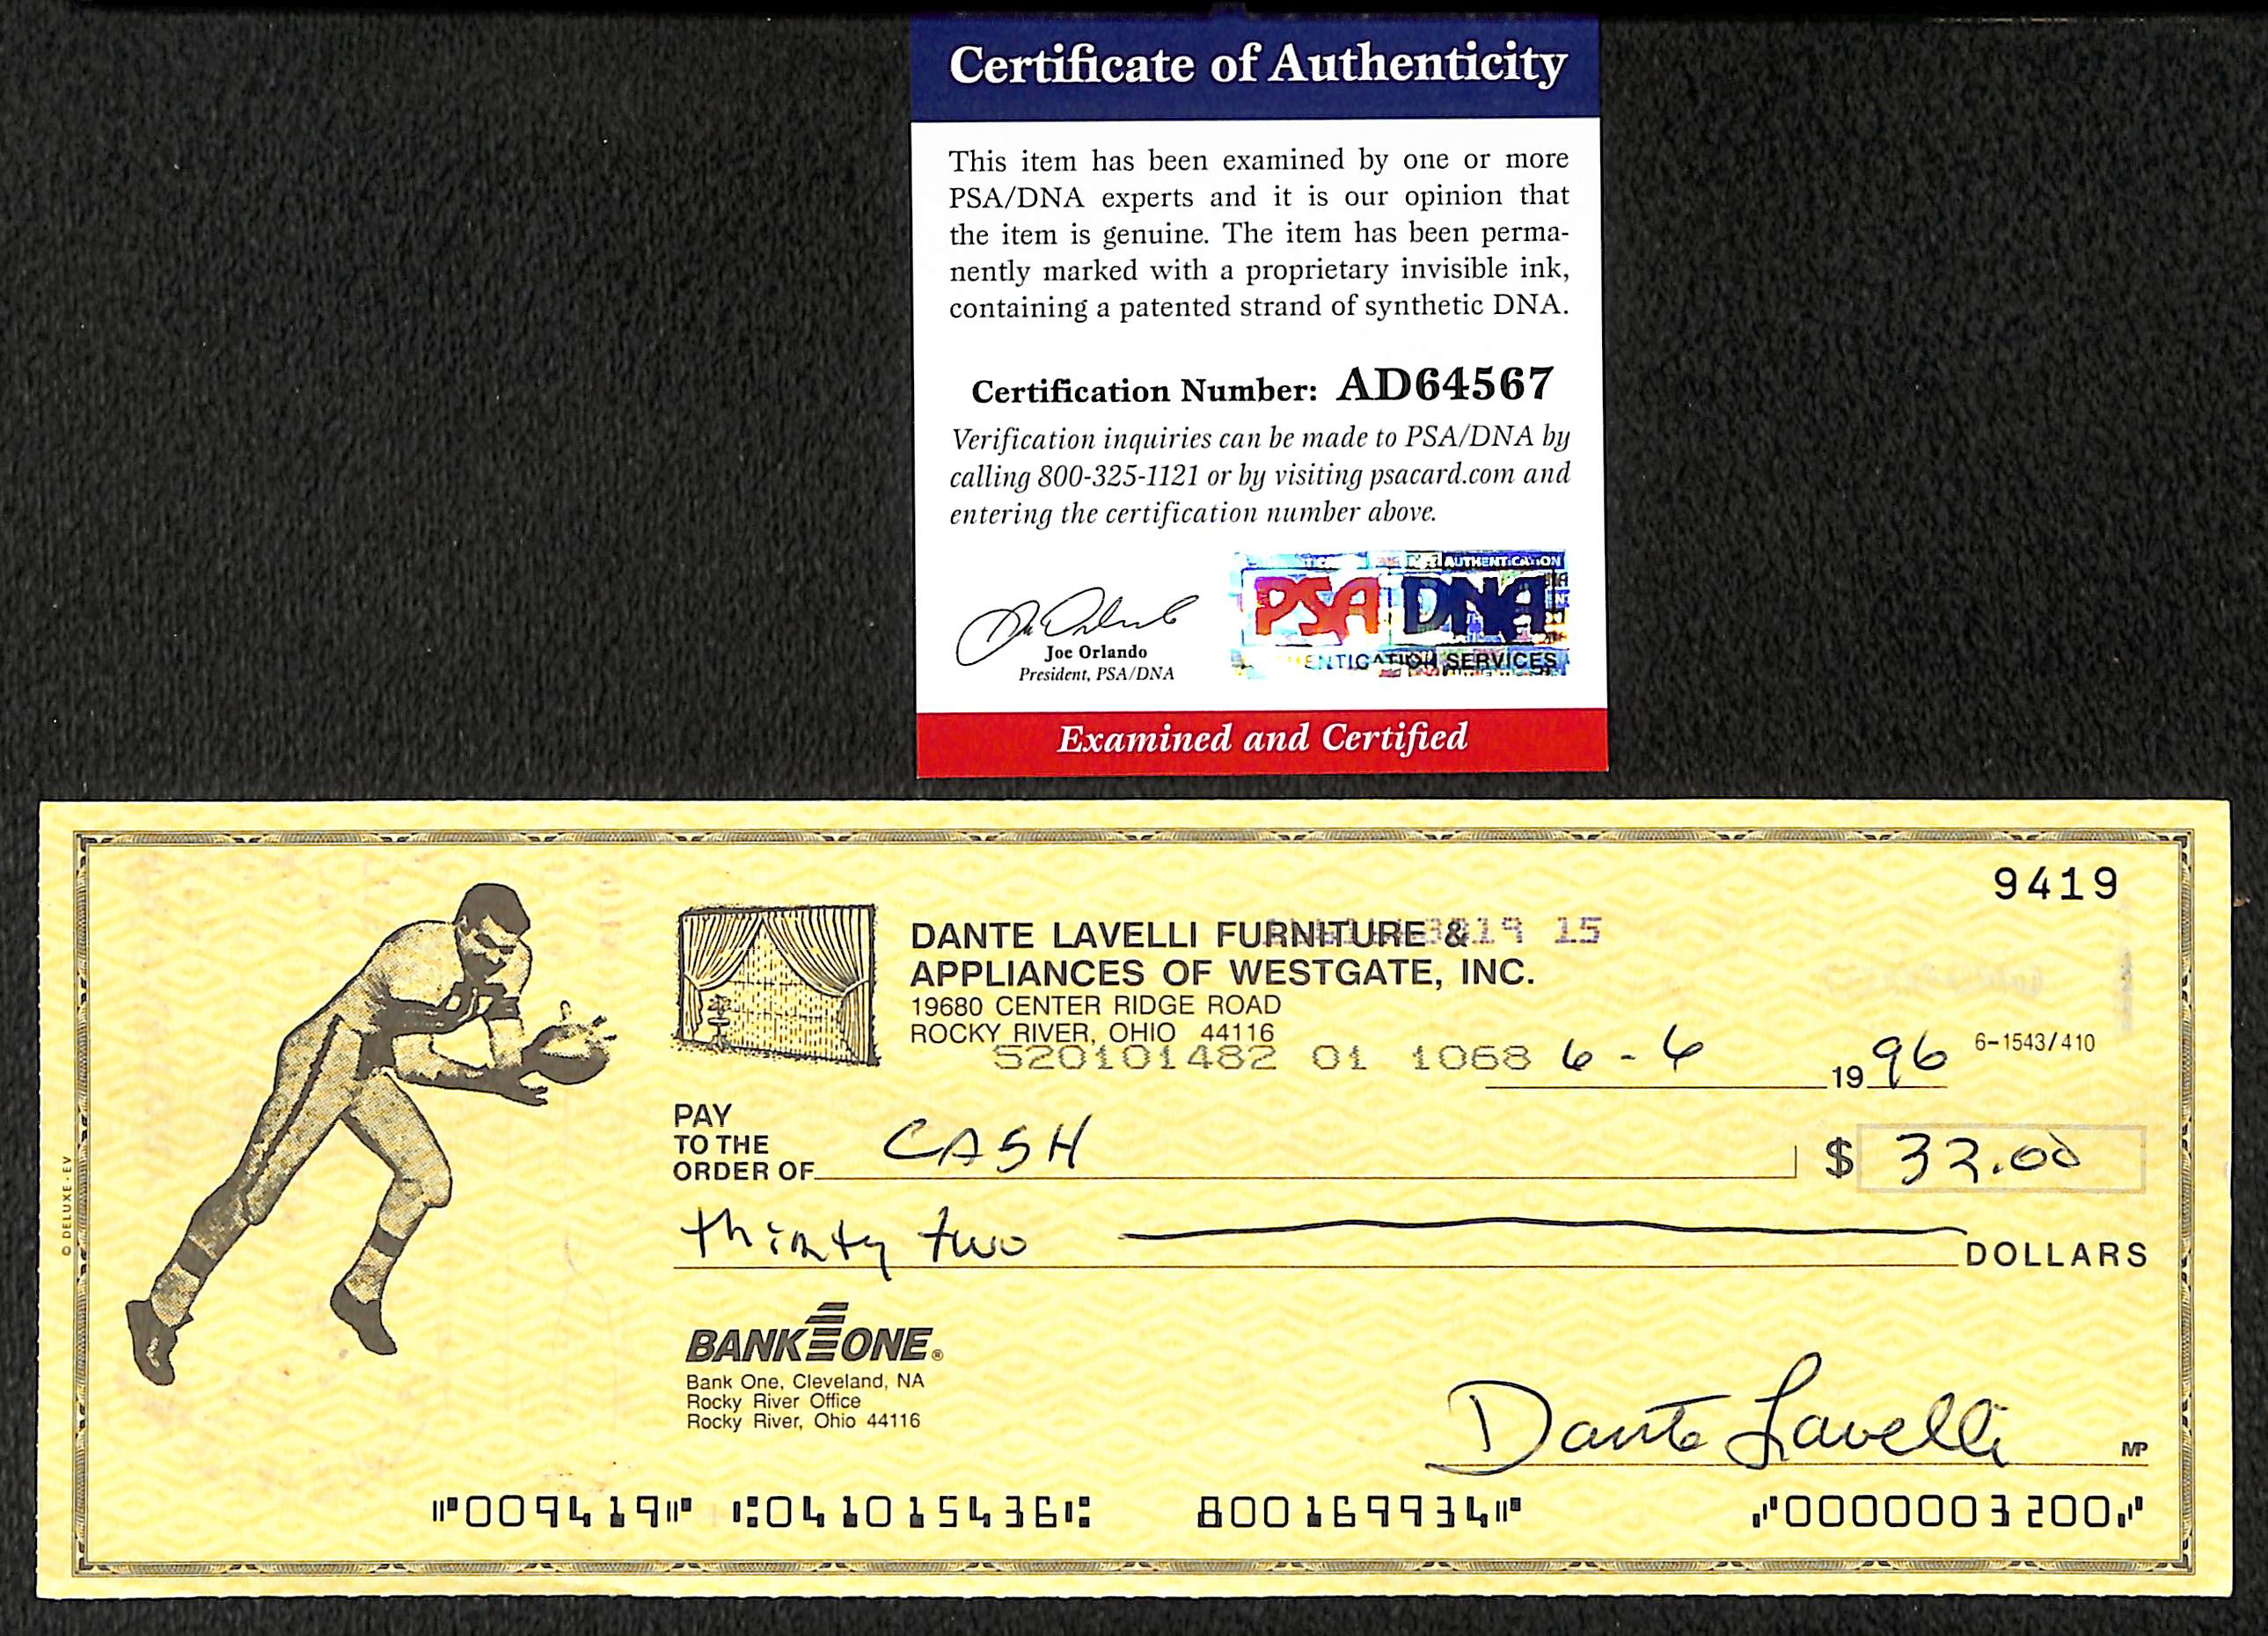 Certificate of Authenticity
This item has been examined by one or more
PSA/DNA experts and it is our opinion that
the item is genuine. The item has been perma-
nently marked with a proprietary invisible ink,
containing a patented strand of synthetic DNA.
Certification Number: AD64567
Verification inquiries can be made to PSA/DNA by
calling 800-325-1121 or by visiting psacard.com and
entering the certification number above.
AUTHENTICATION
PSA DNA
SERVICES
Joe Orlando
President, PSA/DNA
Examined and Certified
9419
DANTE LAVELLI FURNITURE &
19 15
APPLIANCES OF WESTGATE, INC.
19680 CENTER RIDGE ROAD
ROCKY RIVER, OHIO 44116
520101482 01 1068
6-6 1996
6-1543/410
PAY
TO THE
ORDER OF CASH $ 32.00
thirty two DOLLARS
BANK ONE®
Bank One, Cleveland, NA
Rocky River Office
Rocky River, Ohio 44116
Dante Lavelli
MP
⑈009419⑈ ⑆041015436⑆ 800169934⑈ ⑇0000003200⑇
© DELUXE - EV